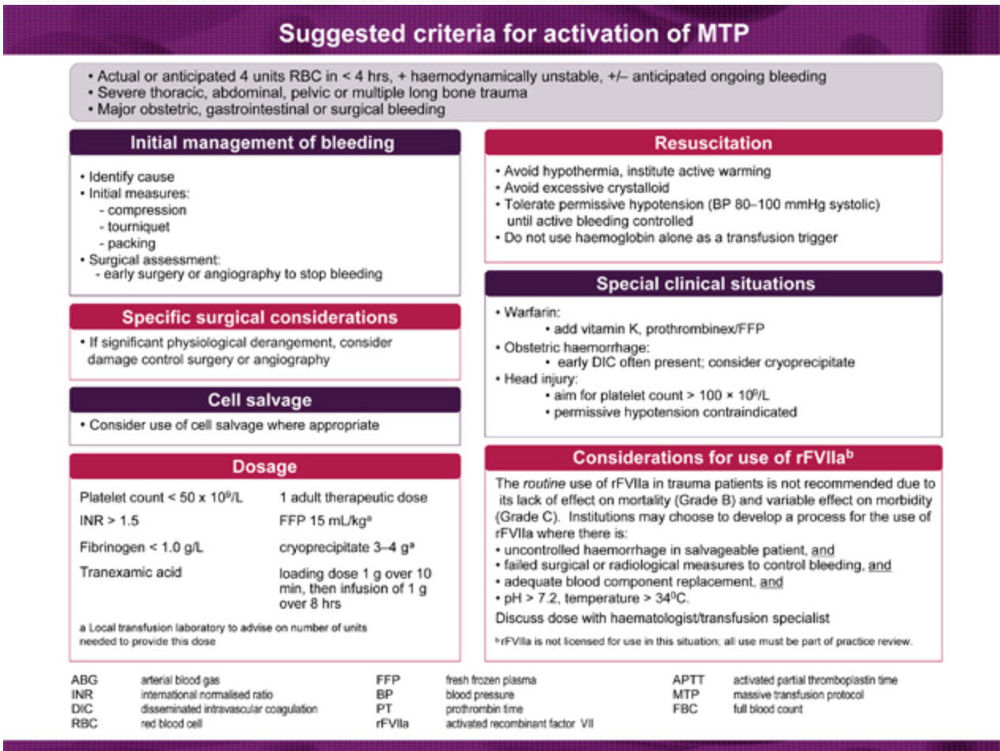 Suggested criteria for activation of MTP
• Actual or anticipated 4 units RBC in < 4 hrs, + haemodynamically unstable, +/– anticipated ongoing bleeding
• Severe thoracic, abdominal, pelvic or multiple long bone trauma
• Major obstetric, gastrointestinal or surgical bleeding
Initial management of bleeding
• Identify cause
• Initial measures:
- compression
- tourniquet
- packing
• Surgical assessment:
- early surgery or angiography to stop bleeding
Specific surgical considerations
• If significant physiological derangement, consider
damage control surgery or angiography
Cell salvage
• Consider use of cell salvage where appropriate
Dosage
Platelet count < 50 x 10⁹/L 1 adult therapeutic dose
INR > 1.5 FFP 15 mL/kgᵃ
Fibrinogen < 1.0 g/L cryoprecipitate 3–4 gᵃ
Tranexamic acid loading dose 1 g over 10
min, then infusion of 1 g
over 8 hrs
a Local transfusion laboratory to advise on number of units
needed to provide this dose
Resuscitation
• Avoid hypothermia, institute active warming
• Avoid excessive crystalloid
• Tolerate permissive hypotension (BP 80–100 mmHg systolic)
until active bleeding controlled
• Do not use haemoglobin alone as a transfusion trigger
Special clinical situations
• Warfarin:
• add vitamin K, prothrombinex/FFP
• Obstetric haemorrhage:
• early DIC often present; consider cryoprecipitate
• Head injury:
• aim for platelet count > 100 × 10⁹/L
• permissive hypotension contraindicated
Considerations for use of rFVIIaᵇ
The routine use of rFVIIa in trauma patients is not recommended due to
its lack of effect on mortality (Grade B) and variable effect on morbidity
(Grade C). Institutions may choose to develop a process for the use of
rFVIIa where there is:
• uncontrolled haemorrhage in salvageable patient, and
• failed surgical or radiological measures to control bleeding, and
• adequate blood component replacement, and
• pH > 7.2, temperature > 34⁰C.
Discuss dose with haematologist/transfusion specialist
ᵇ rFVIIa is not licensed for use in this situation; all use must be part of practice review.
ABG arterial blood gas FFP fresh frozen plasma APTT activated partial thromboplastin time
INR international normalised ratio BP blood pressure MTP massive transfusion protocol
DIC disseminated intravascular coagulation PT prothrombin time FBC full blood count
RBC red blood cell rFVIIa activated recombinant factor VII